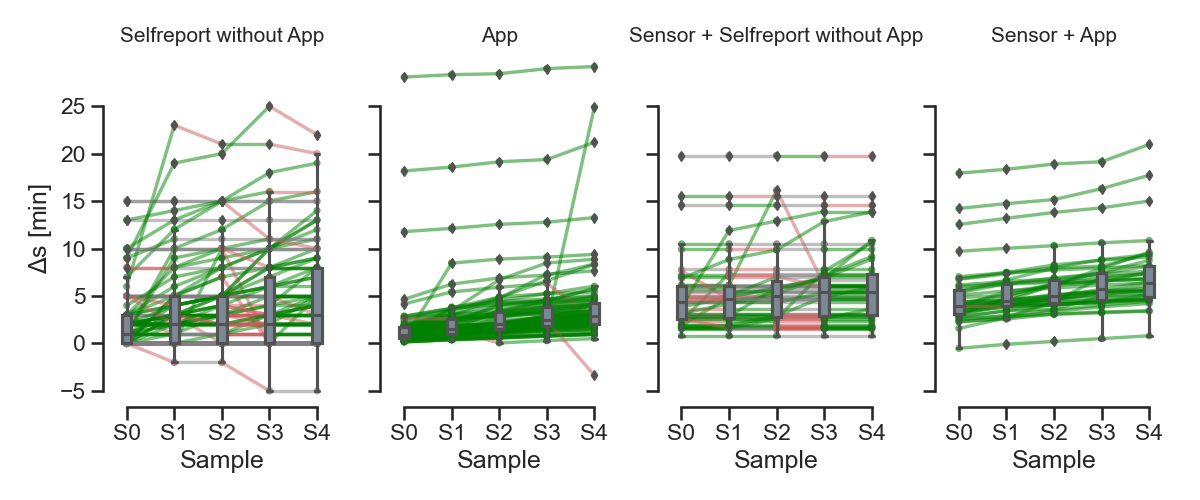 Selfreport without App
App
Sensor + Selfreport without App
Sensor + App
Δs [min]
25
20
15
10
5
0
−5
S0 S1 S2 S3 S4
S0 S1 S2 S3 S4
S0 S1 S2 S3 S4
S0 S1 S2 S3 S4
Sample
Sample
Sample
Sample